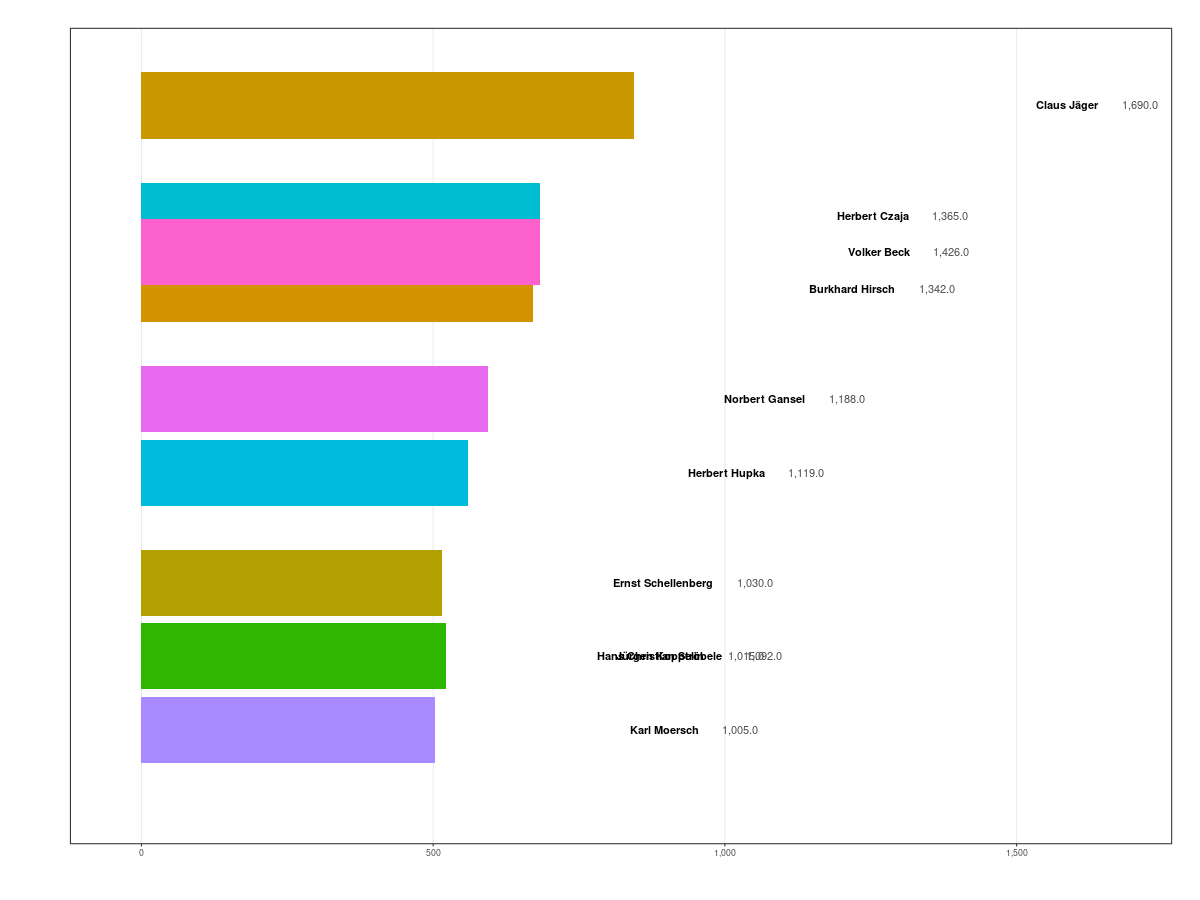 Claus Jäger 1,690.0
Herbert Czaja 1,365.0
Volker Beck 1,426.0
Burkhard Hirsch 1,342.0
Norbert Gansel 1,188.0
Herbert Hupka 1,119.0
Ernst Schellenberg 1,030.0
Karl Moersch 1,005.0
0 500 1,000 1,500